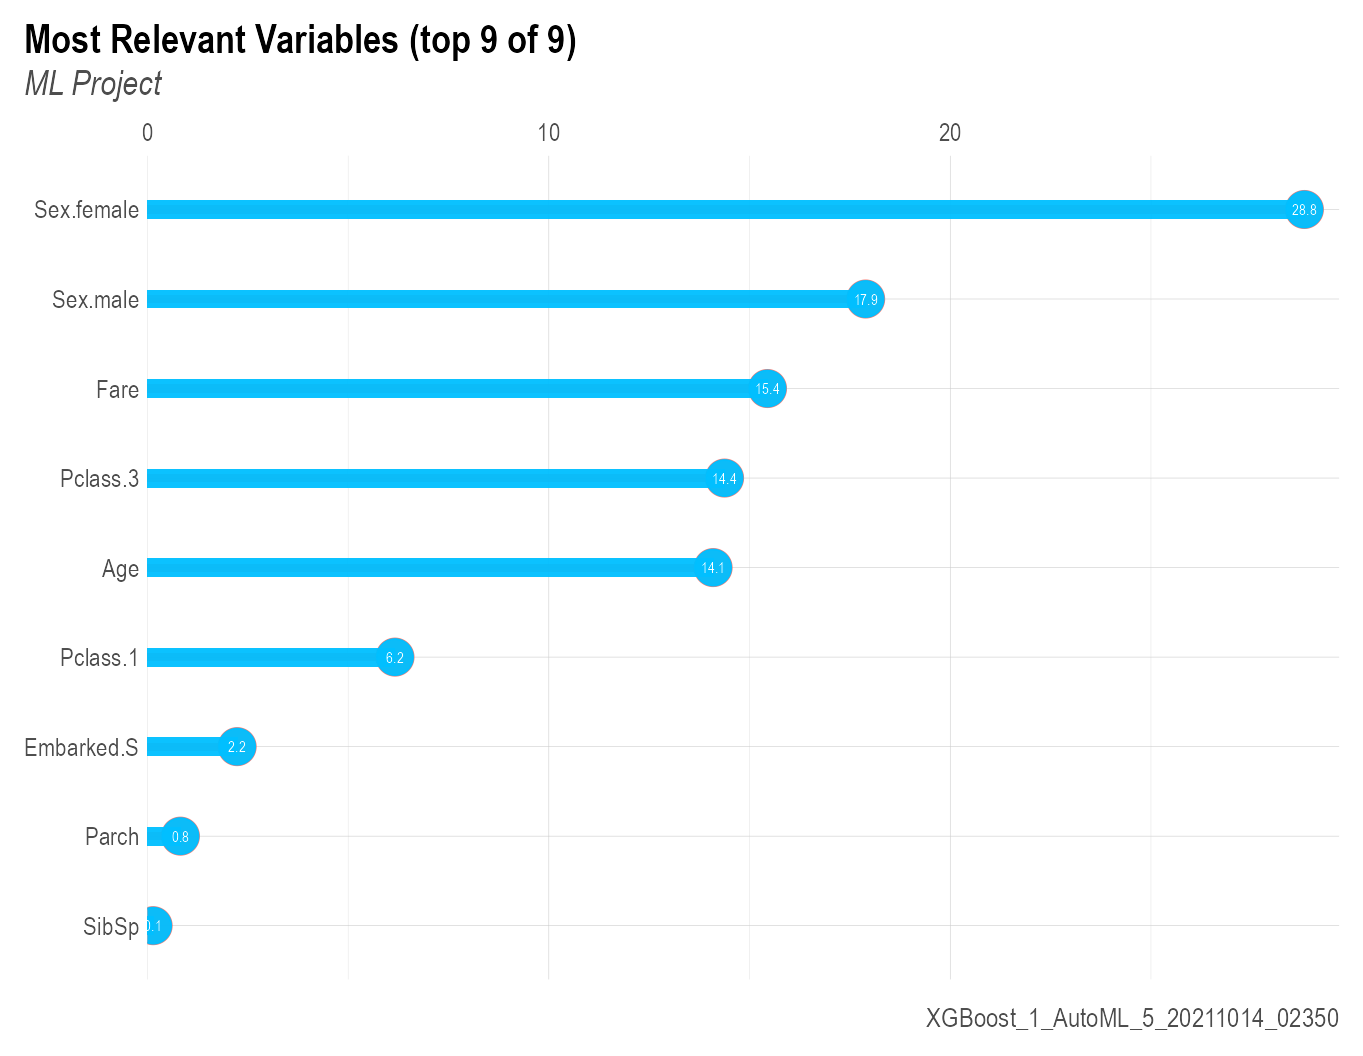 Most Relevant Variables (top 9 of 9)
ML Project
0 10 20
Sex.female 28.8
Sex.male 17.9
Fare 15.4
Pclass.3 14.4
Age 14.1
Pclass.1 6.2
Embarked.S 2.2
Parch 0.8
SibSp 0.1
XGBoost_1_AutoML_5_20211014_02350